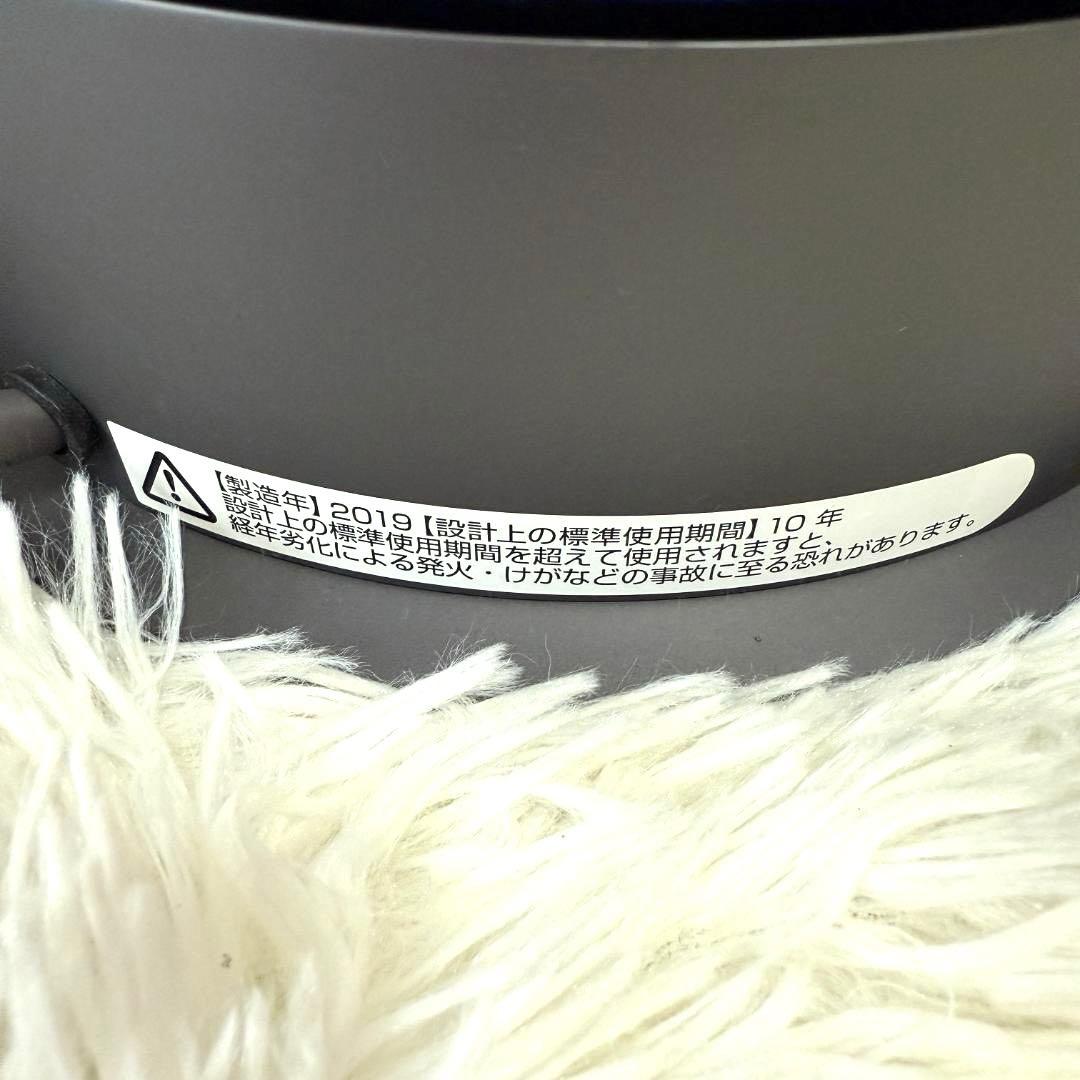 【製造年】2019【設計上の標準使用期間】10 年
設計上の標準使用期間を超えて使用されますと、
経年劣化による発火・けがなどの事故に至る恐れがあります。